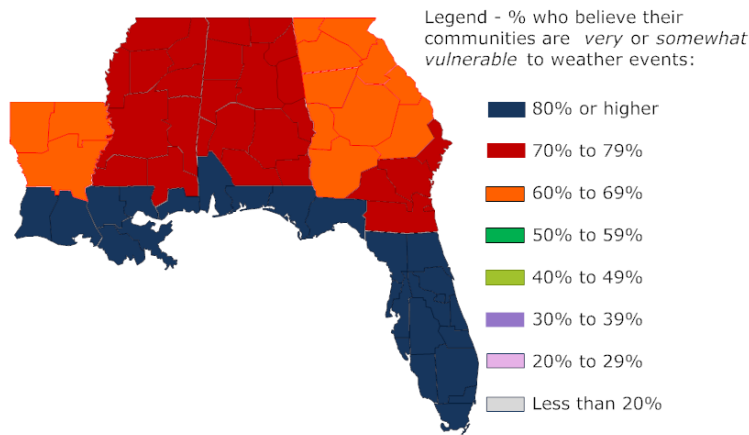 Legend - % who believe their
communities are very or somewhat
vulnerable to weather events:
80% or higher
70% to 79%
60% to 69%
50% to 59%
40% to 49%
30% to 39%
20% to 29%
Less than 20%